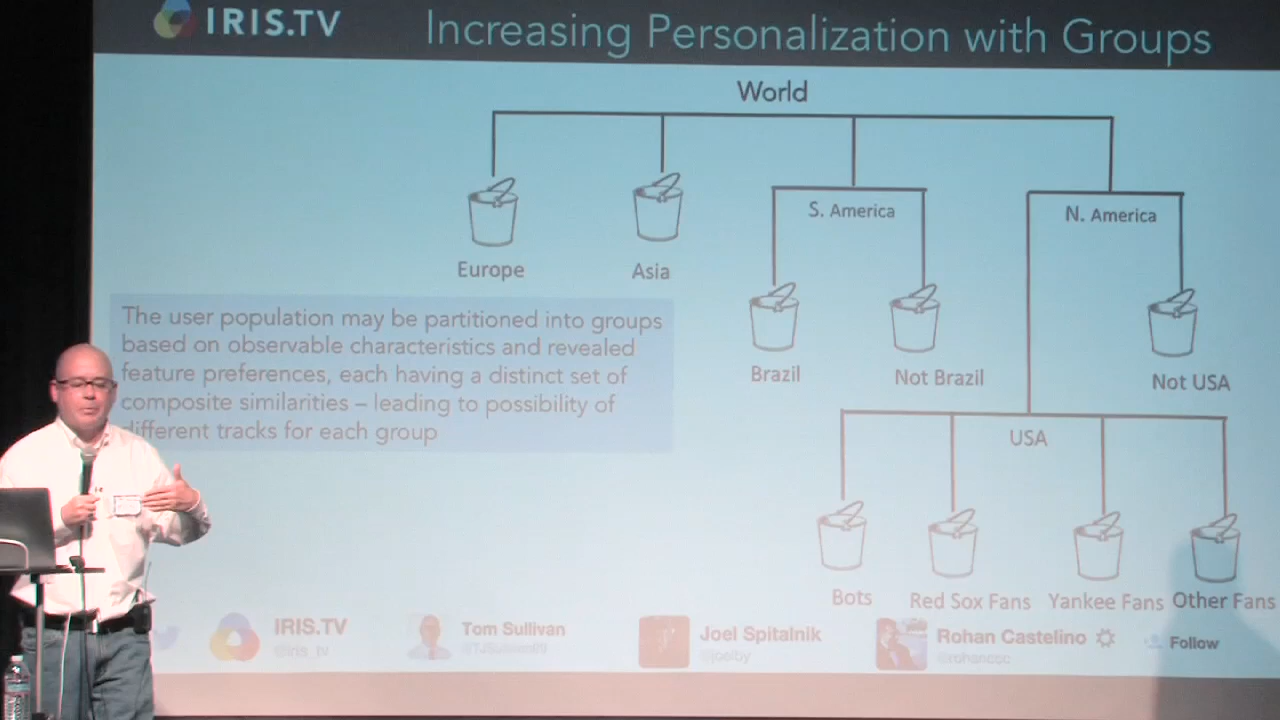 IRIS.TV
Increasing Personalization with Groups
World
S. America
N. America
Europe
Asia
Brazil
Not Brazil
Not USA
The user population may be partitioned into groups
based on observable characteristics and revealed
feature preferences, each having a distinct set of
composite similarities – leading to possibility of
different tracks for each group
USA
Bots
Red Sox Fans
Yankee Fans
Other Fans
IRIS.TV
@iris_tv
Tom Sullivan
Joel Spitalnik
@joelby
Rohan Castelino
Follow